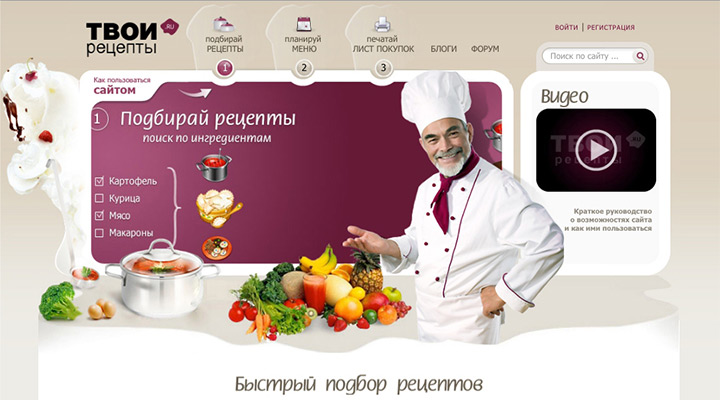 ТВОИ .RU
рецепты
подбирай
РЕЦЕПТЫ
1
планируй
МЕНЮ
2
печатай
ЛИСТ ПОКУПОК
3
БЛОГИ
ФОРУМ
ВОЙТИ | РЕГИСТРАЦИЯ
Поиск по сайту ...
Как пользоваться
сайтом
1 Подбирай рецепты
поиск по ингредиентам
Картофель
Курица
Мясо
Макароны
Видео
ТВОИ .RU
рецепты
Краткое руководство
о возможностях сайта
и как ими пользоваться
Быстрый подбор рецептов